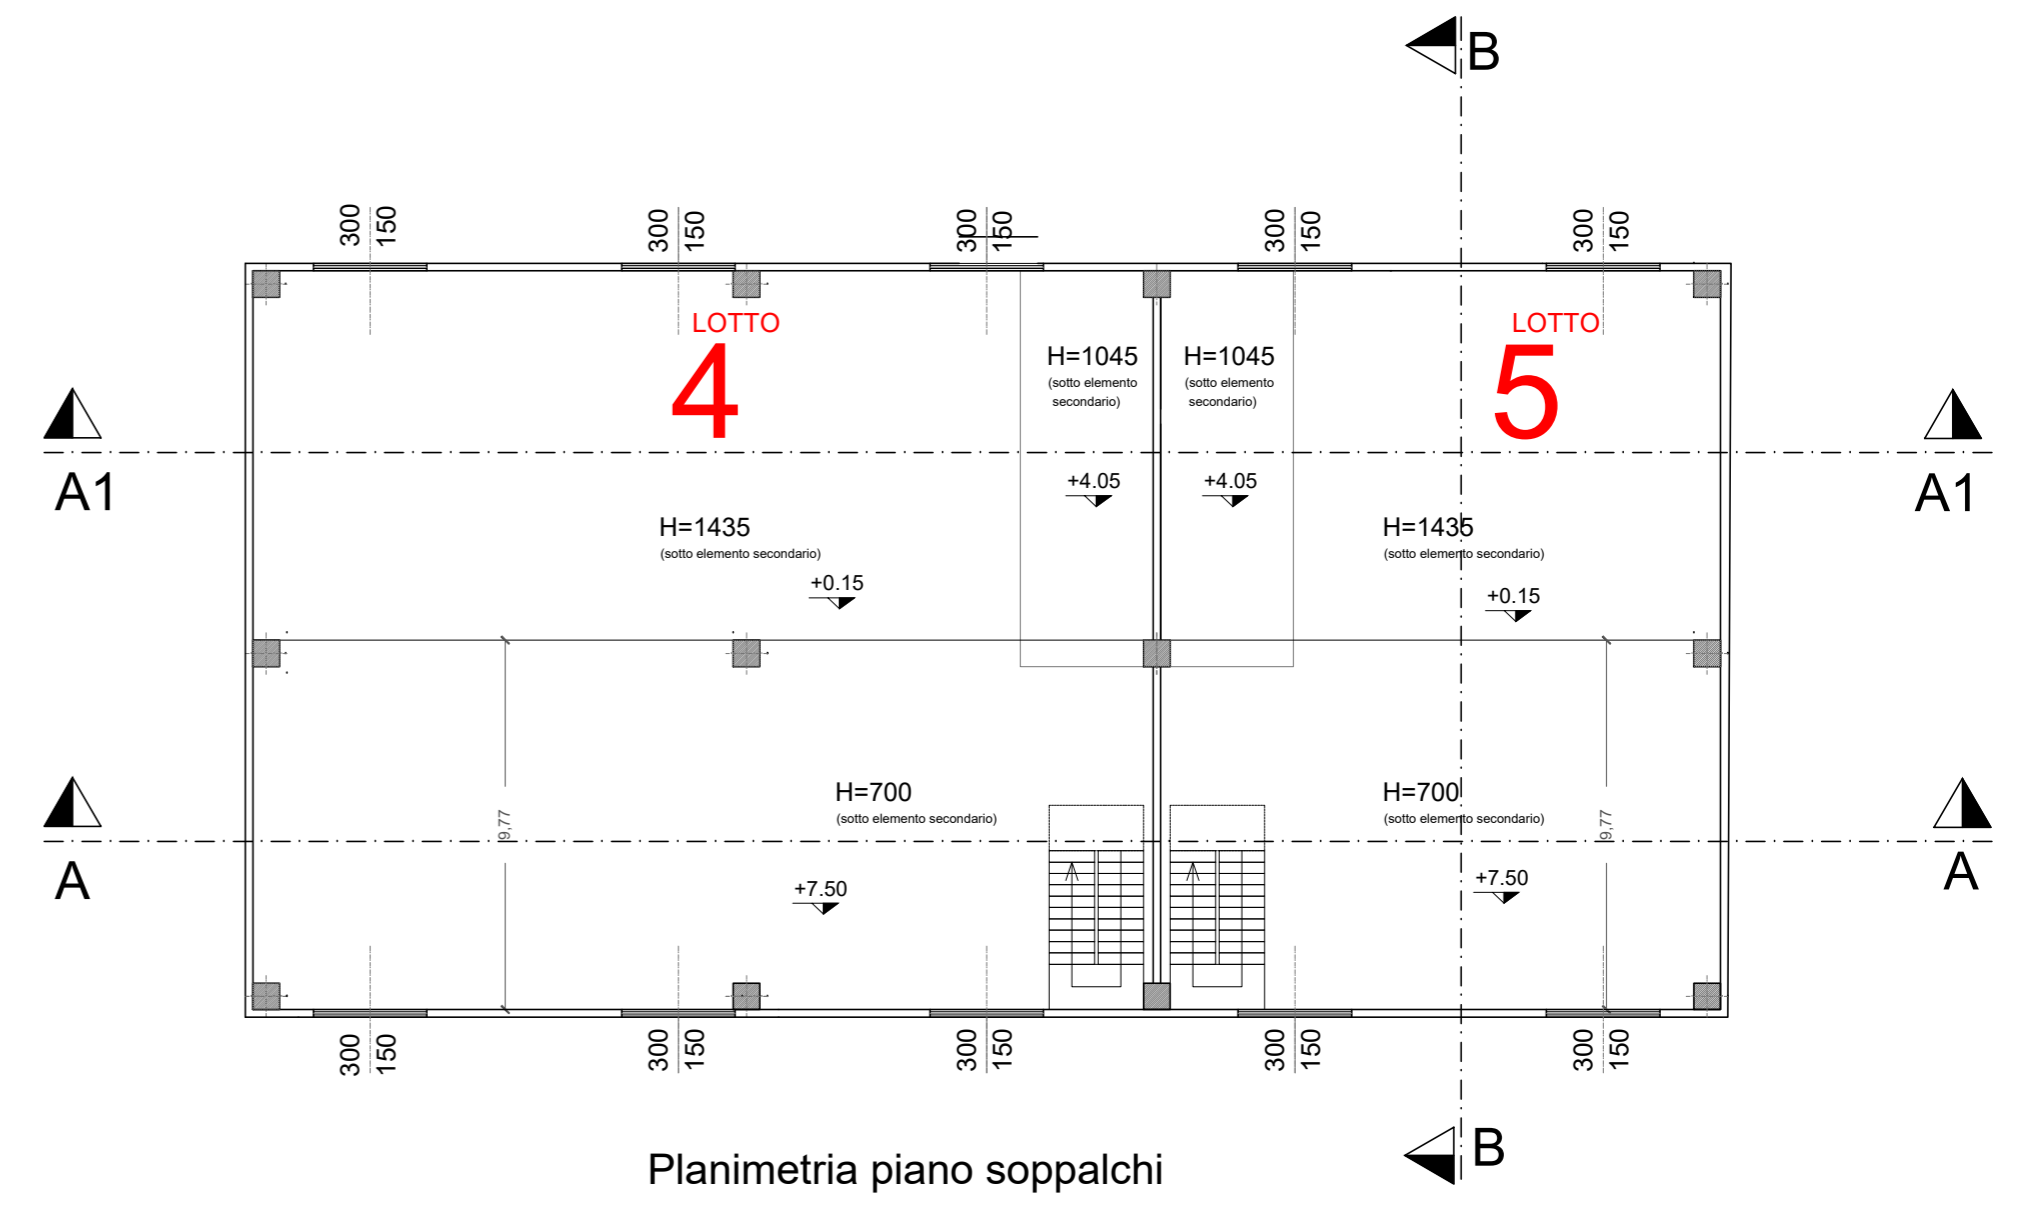 B
300 150
300 150
300 150
300 150
300 150
LOTTO
4
LOTTO
5
H=1045
(sotto elemento
secondario)
H=1045
(sotto elemento
secondario)
A1
A1
+4.05
+4.05
H=1435
(sotto elemento secondario)
H=1435
(sotto elemento secondario)
+0.15
+0.15
H=700
(sotto elemento secondario)
H=700
(sotto elemento secondario)
9,77
9,77
A
A
+7.50
+7.50
300 150
300 150
300 150
300 150
300 150
B
Planimetria piano soppalchi